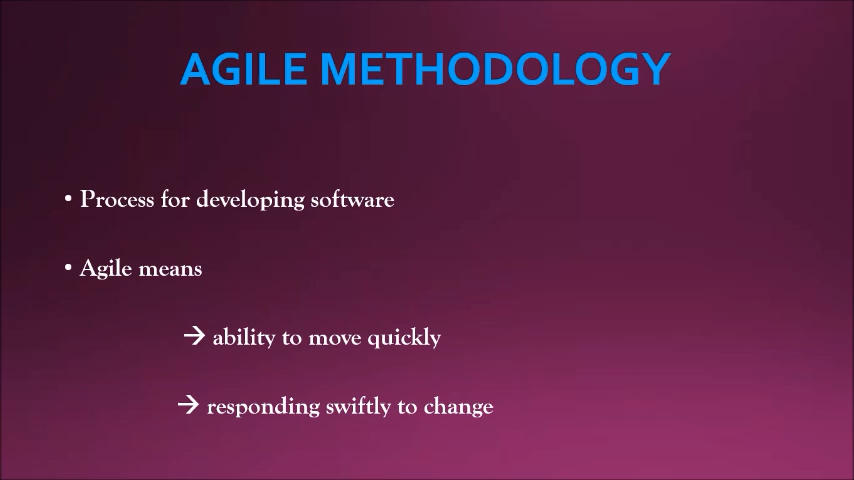 AGILE METHODOLOGY
• Process for developing software
• Agile means
→ ability to move quickly
→ responding swiftly to change